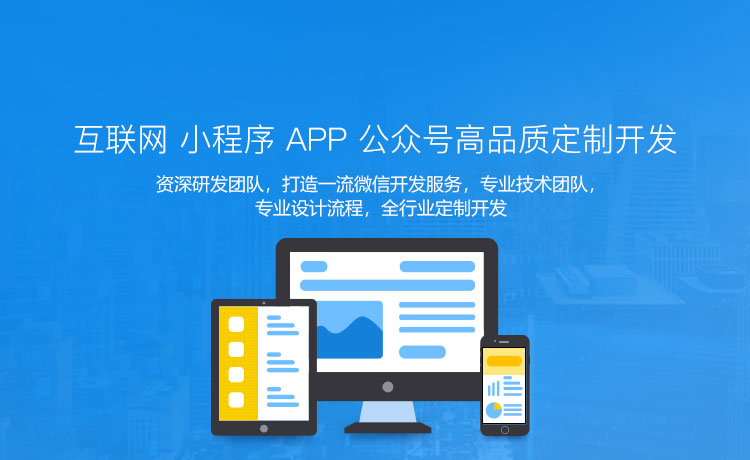 互联网 小程序 APP 公众号高品质定制开发
资深研发团队，打造一流微信开发服务，专业技术团队，
专业设计流程，全行业定制开发